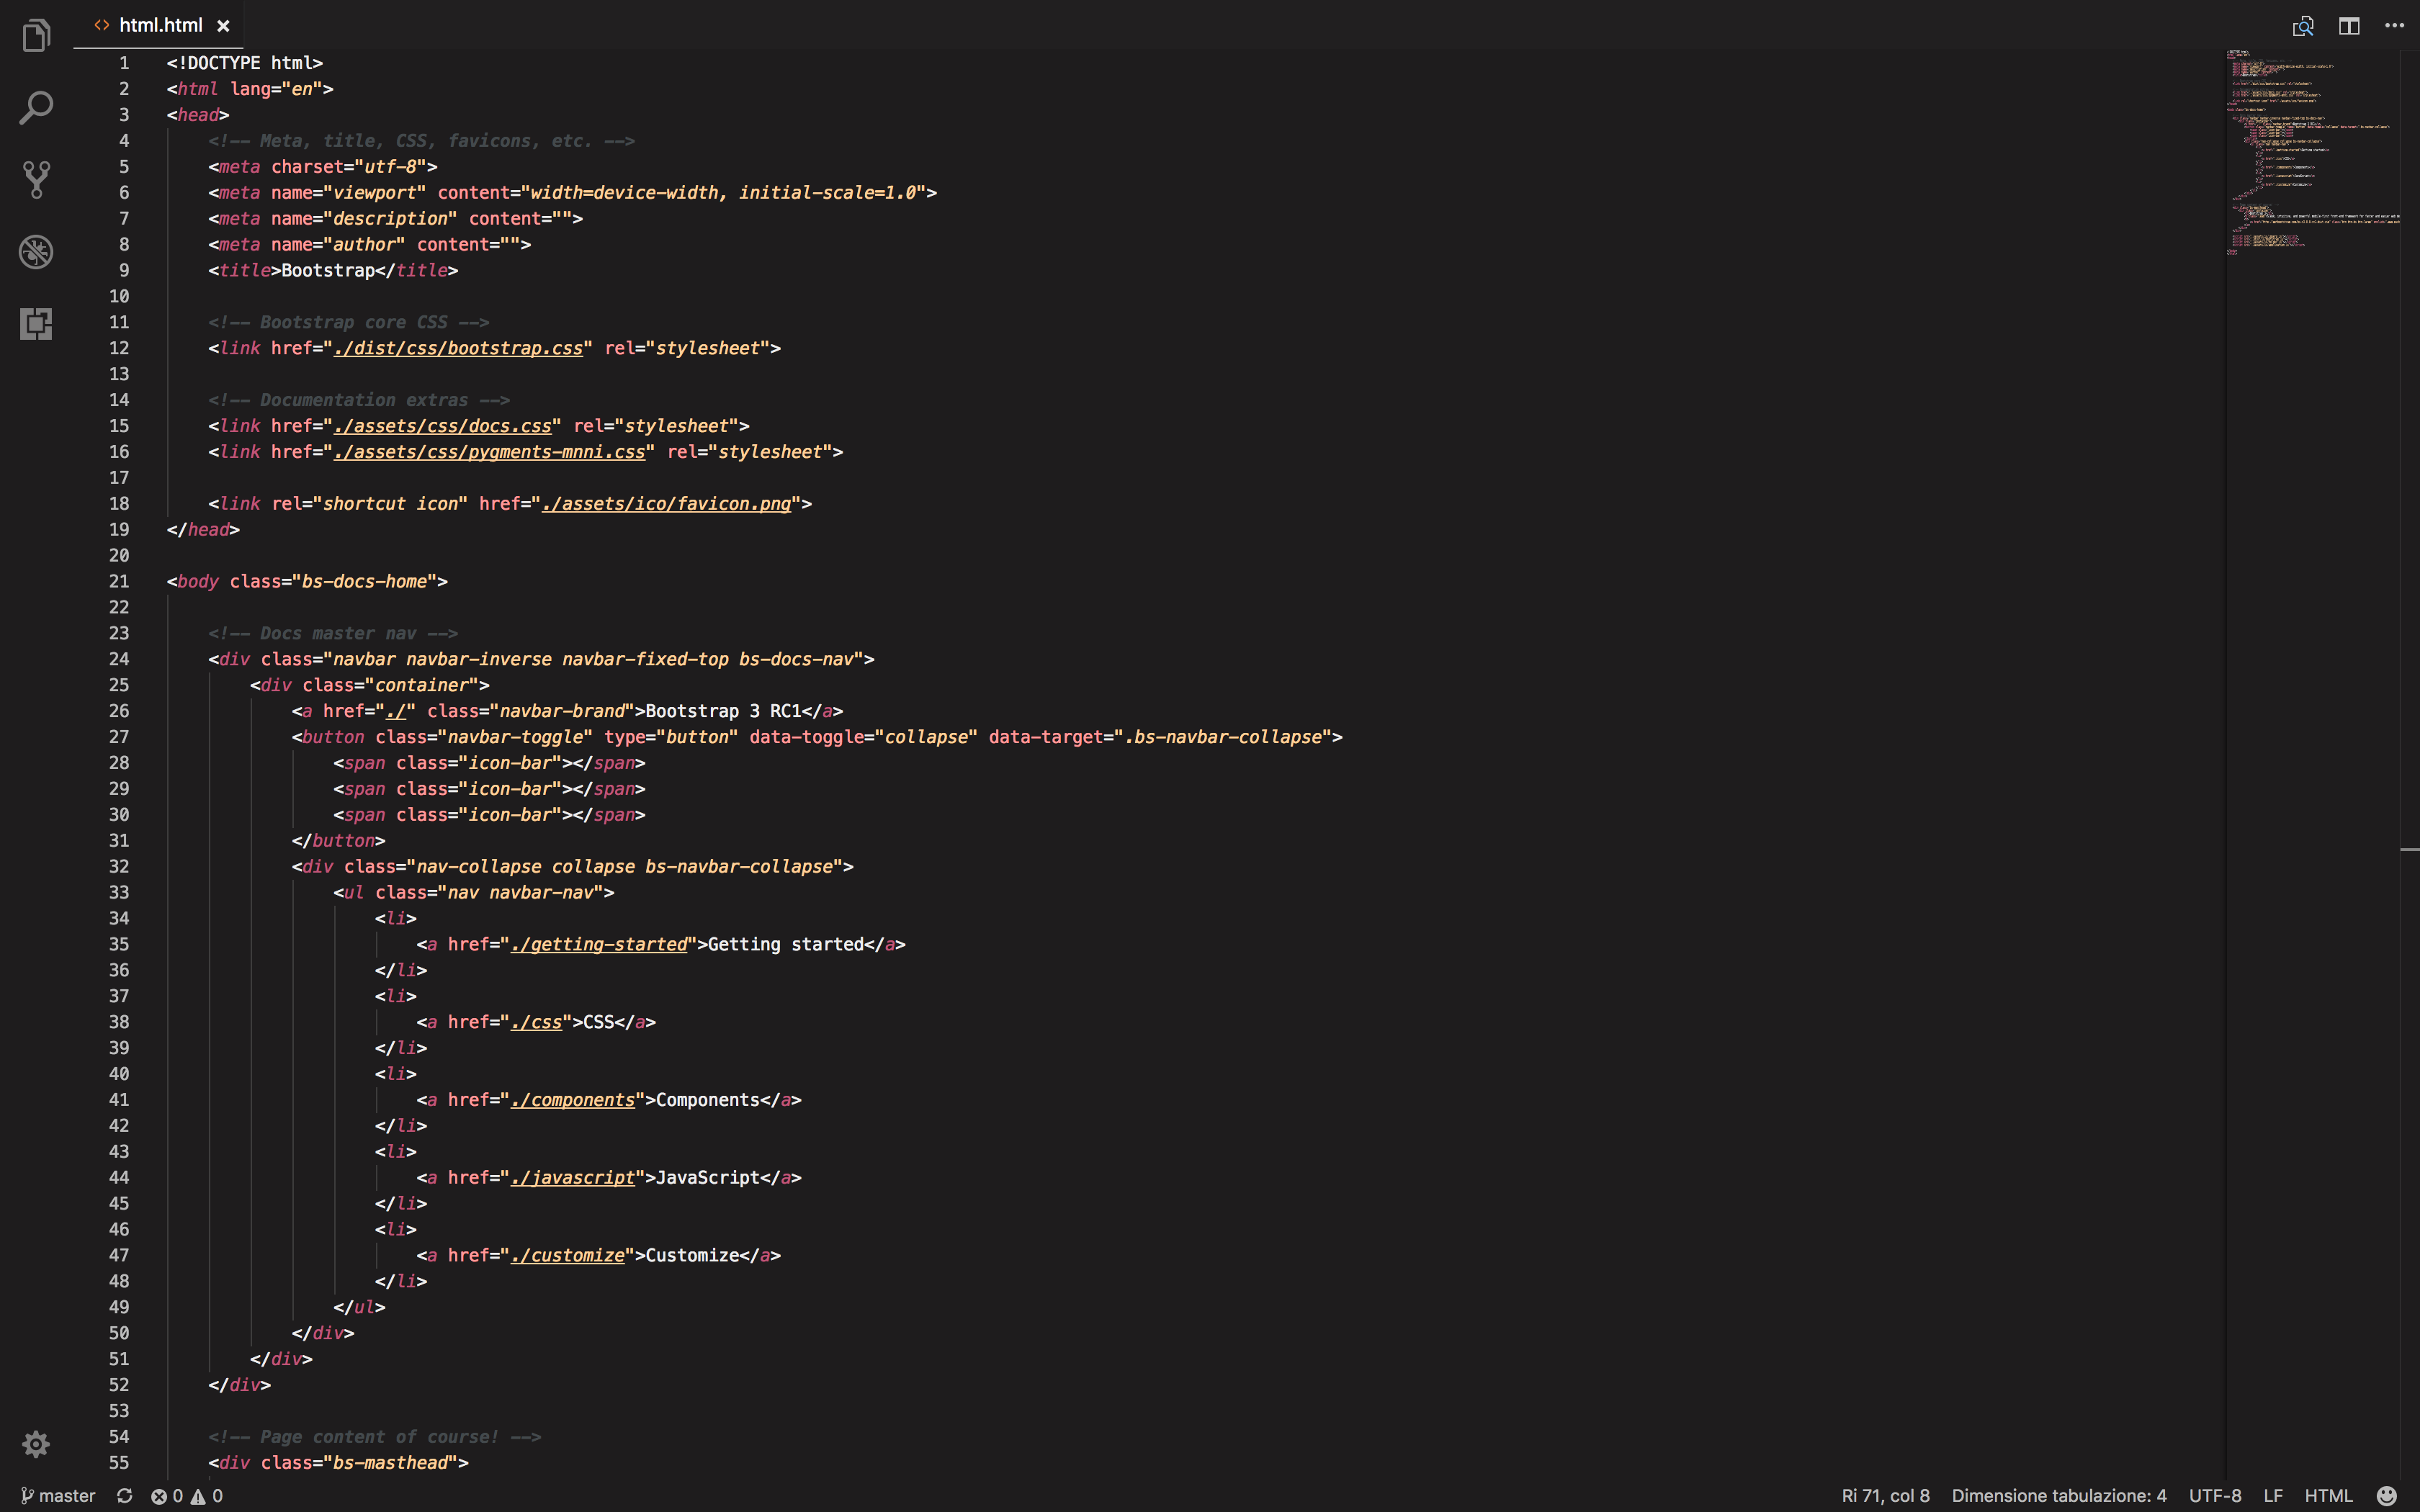 html.html
1 <!DOCTYPE html>
2 <html lang="en">
3 <head>
4 <!-- Meta, title, CSS, favicons, etc. -->
5 <meta charset="utf-8">
6 <meta name="viewport" content="width=device-width, initial-scale=1.0">
7 <meta name="description" content="">
8 <meta name="author" content="">
9 <title>Bootstrap</title>
10
11 <!-- Bootstrap core CSS -->
12 <link href="./dist/css/bootstrap.css" rel="stylesheet">
13
14 <!-- Documentation extras -->
15 <link href="./assets/css/docs.css" rel="stylesheet">
16 <link href="./assets/css/pygments-mnni.css" rel="stylesheet">
17
18 <link rel="shortcut icon" href="./assets/ico/favicon.png">
19 </head>
20
21 <body class="bs-docs-home">
22
23 <!-- Docs master nav -->
24 <div class="navbar navbar-inverse navbar-fixed-top bs-docs-nav">
25 <div class="container">
26 <a href="./" class="navbar-brand">Bootstrap 3 RC1</a>
27 <button class="navbar-toggle" type="button" data-toggle="collapse" data-target=".bs-navbar-collapse">
28 <span class="icon-bar"></span>
29 <span class="icon-bar"></span>
30 <span class="icon-bar"></span>
31 </button>
32 <div class="nav-collapse collapse bs-navbar-collapse">
33 <ul class="nav navbar-nav">
34 <li>
35 <a href="./getting-started">Getting started</a>
36 </li>
37 <li>
38 <a href="./css">CSS</a>
39 </li>
40 <li>
41 <a href="./components">Components</a>
42 </li>
43 <li>
44 <a href="./javascript">JavaScript</a>
45 </li>
46 <li>
47 <a href="./customize">Customize</a>
48 </li>
49 </ul>
50 </div>
51 </div>
52 </div>
53
54 <!-- Page content of course! -->
55 <div class="bs-masthead">
master 0 0 Ri 71, col 8 Dimensione tabulazione: 4 UTF-8 LF HTML